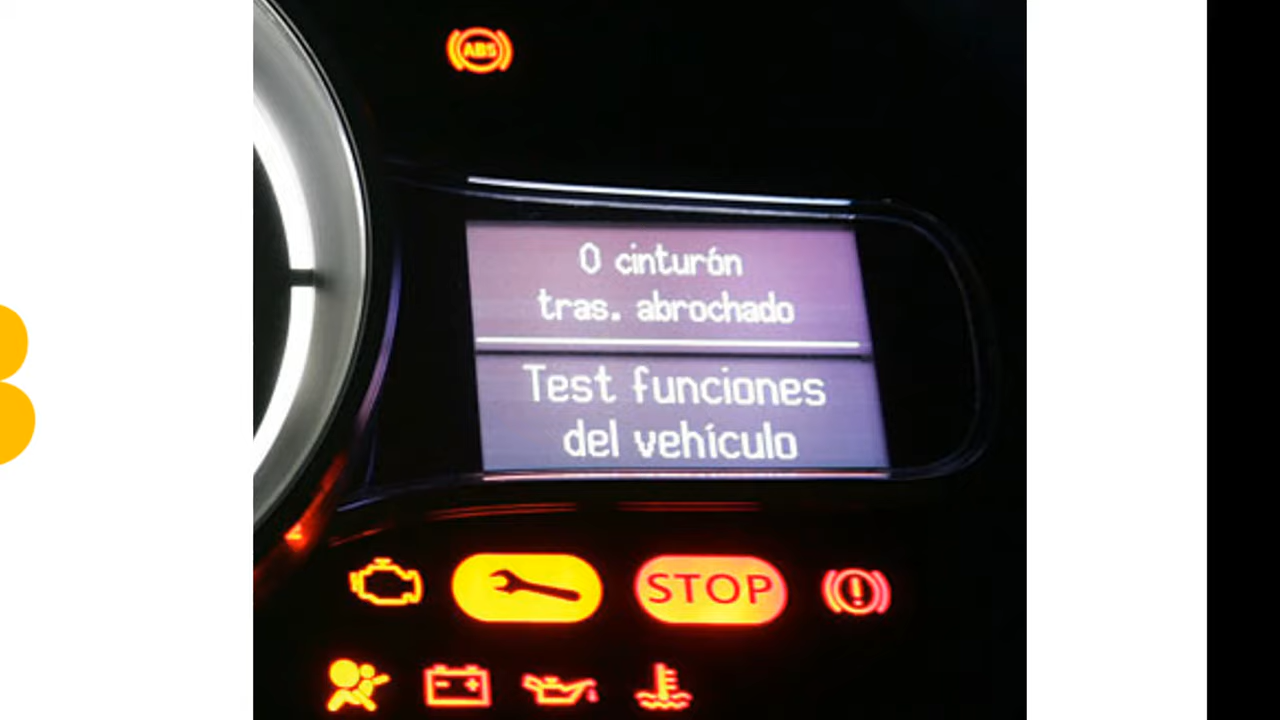 ABS
0 cinturón
tras. abrochado
Test funciones
del vehículo
STOP